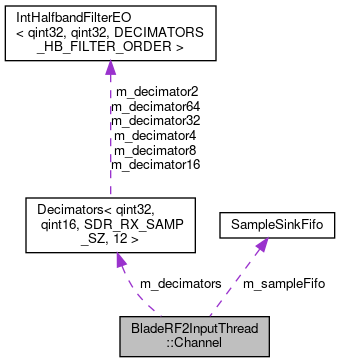 IntHalfbandFilterEO
< qint32, qint32, DECIMATORS
_HB_FILTER_ORDER >
m_decimator2
m_decimator64
m_decimator32
m_decimator4
m_decimator8
m_decimator16
Decimators< qint32,
qint16, SDR_RX_SAMP
_SZ, 12 >
SampleSinkFifo
m_decimators
m_sampleFifo
BladeRF2InputThread
::Channel